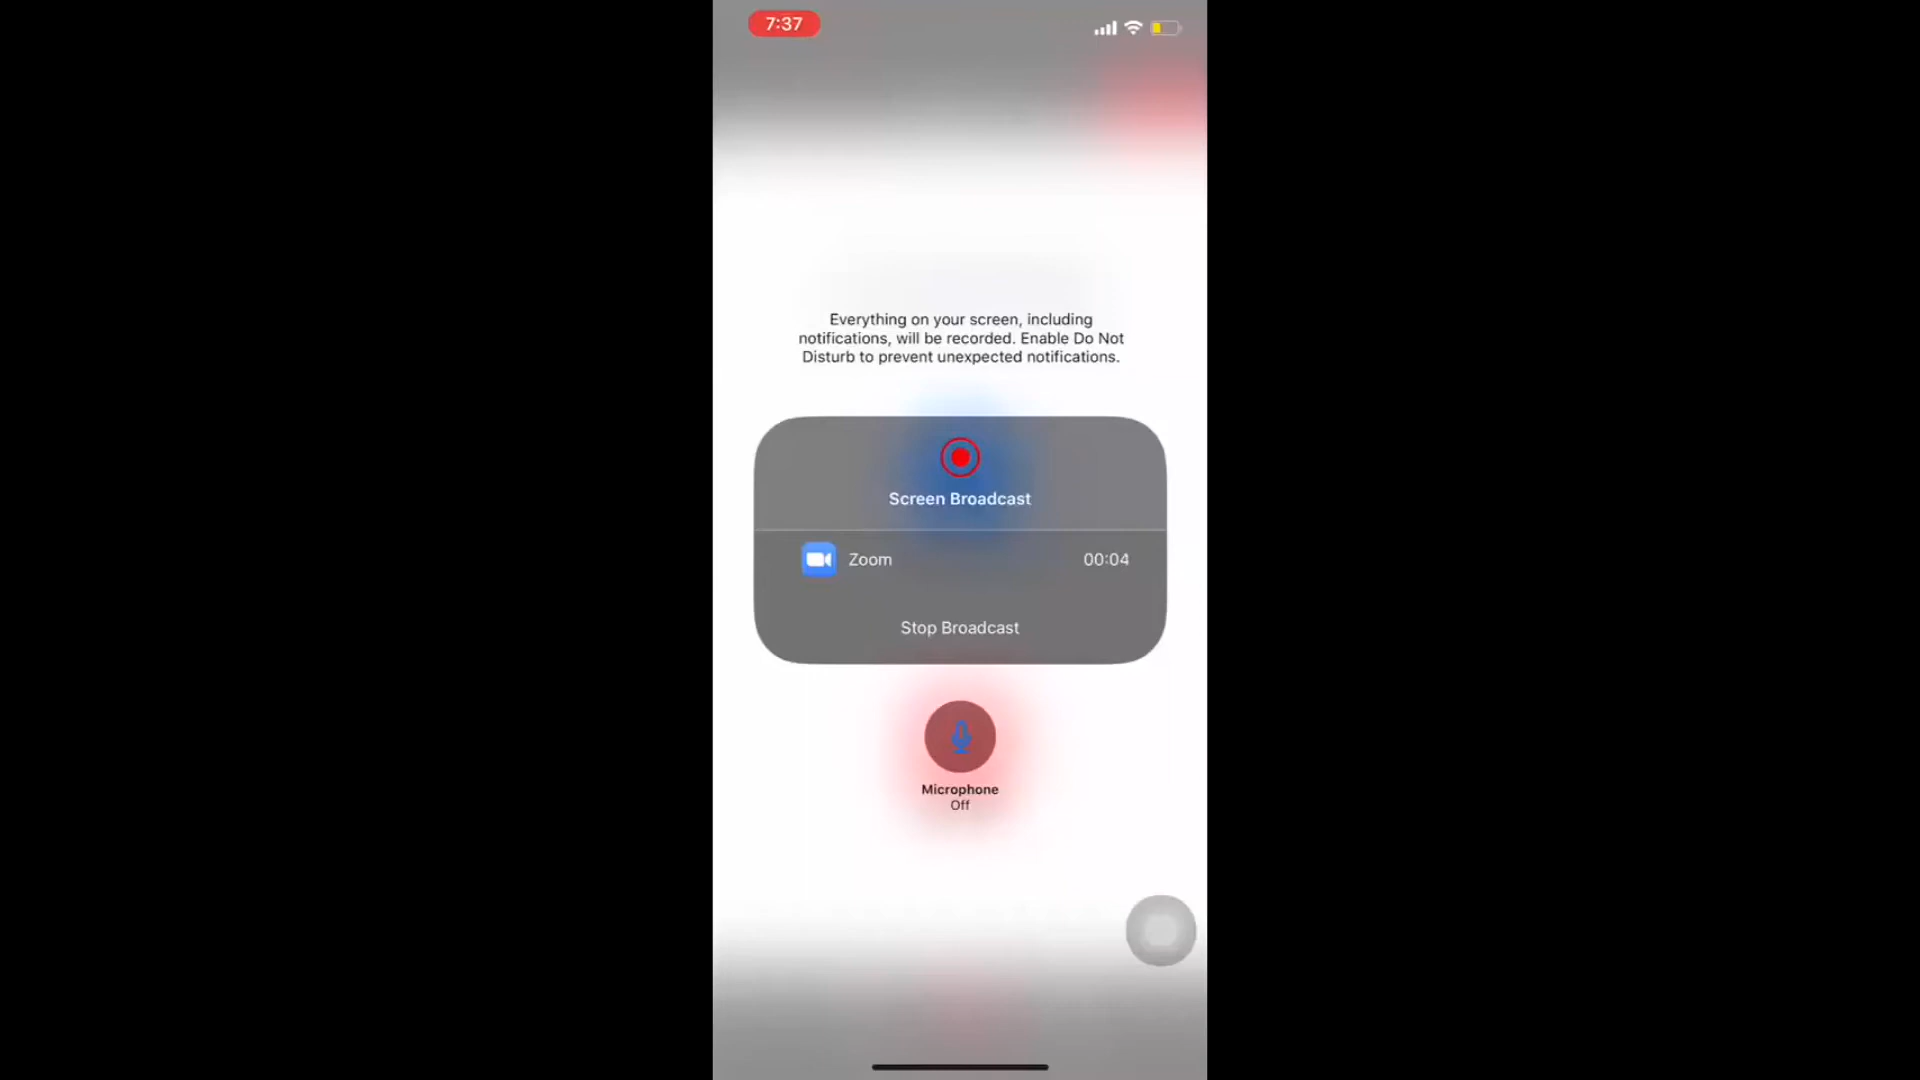 7:37
Everything on your screen, including
notifications, will be recorded. Enable Do Not
Disturb to prevent unexpected notifications.
Screen Broadcast
Zoom 00:04
Stop Broadcast
Microphone
Off